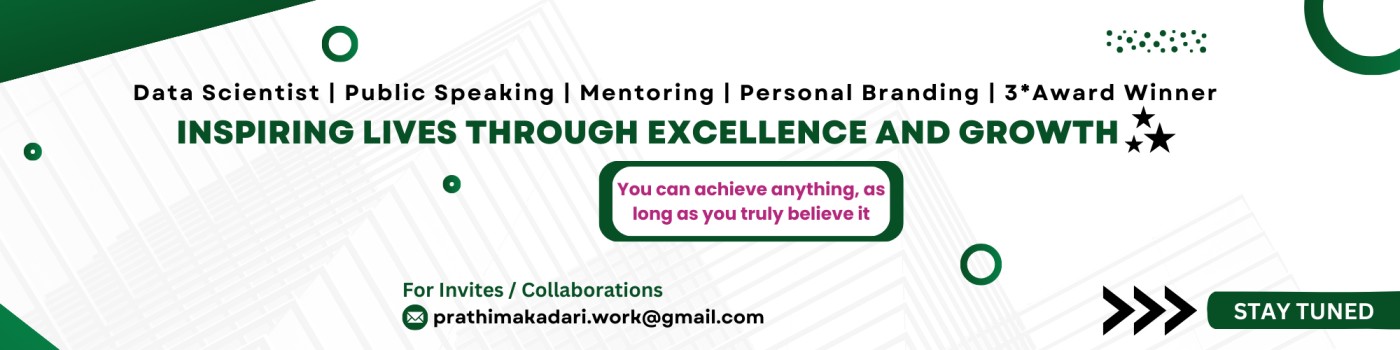 Data Scientist | Public Speaking | Mentoring | Personal Branding | 3*Award Winner
INSPIRING LIVES THROUGH EXCELLENCE AND GROWTH
You can achieve anything, as
long as you truly believe it
For Invites / Collaborations
prathimakadari.work@gmail.com
STAY TUNED